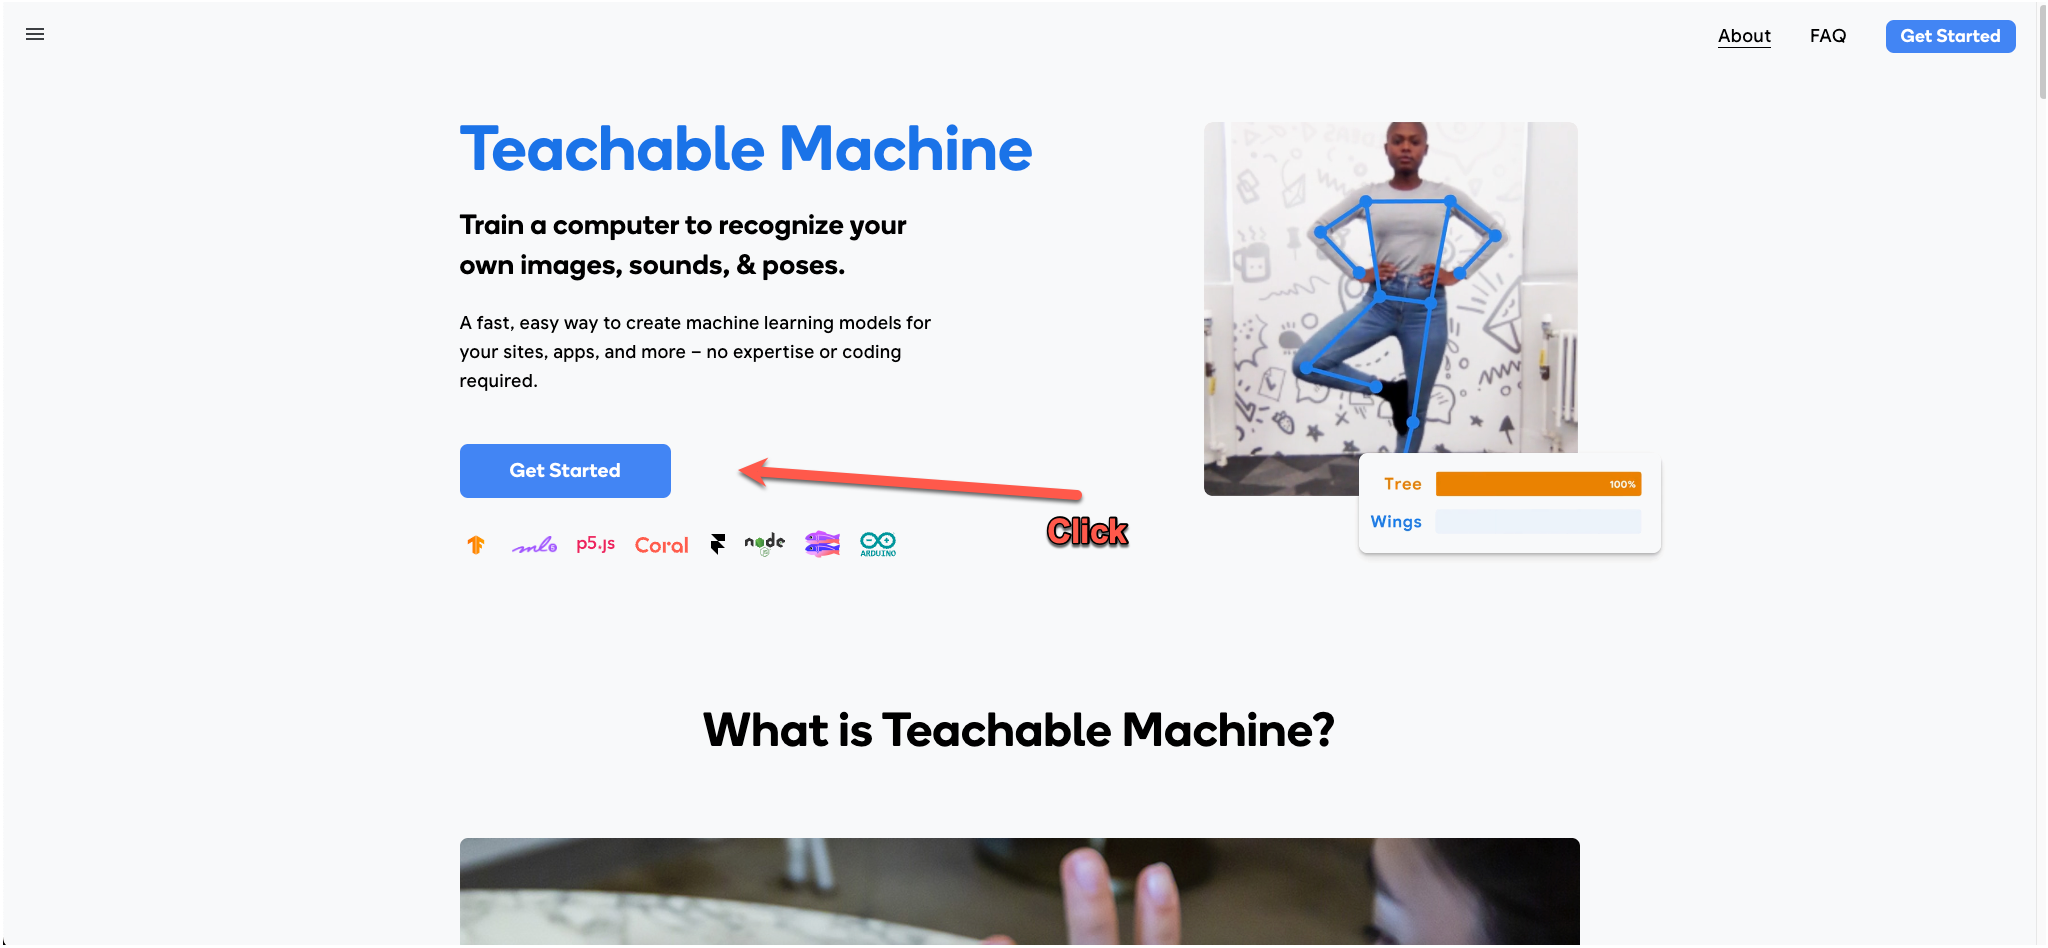 About
FAQ
Get Started
Teachable Machine
Train a computer to recognize your
own images, sounds, & poses.
A fast, easy way to create machine learning models for
your sites, apps, and more – no expertise or coding
required.
Get Started
Click
Tree 100%
Wings
ml5 p5.js Coral node JS ARDUINO
What is Teachable Machine?